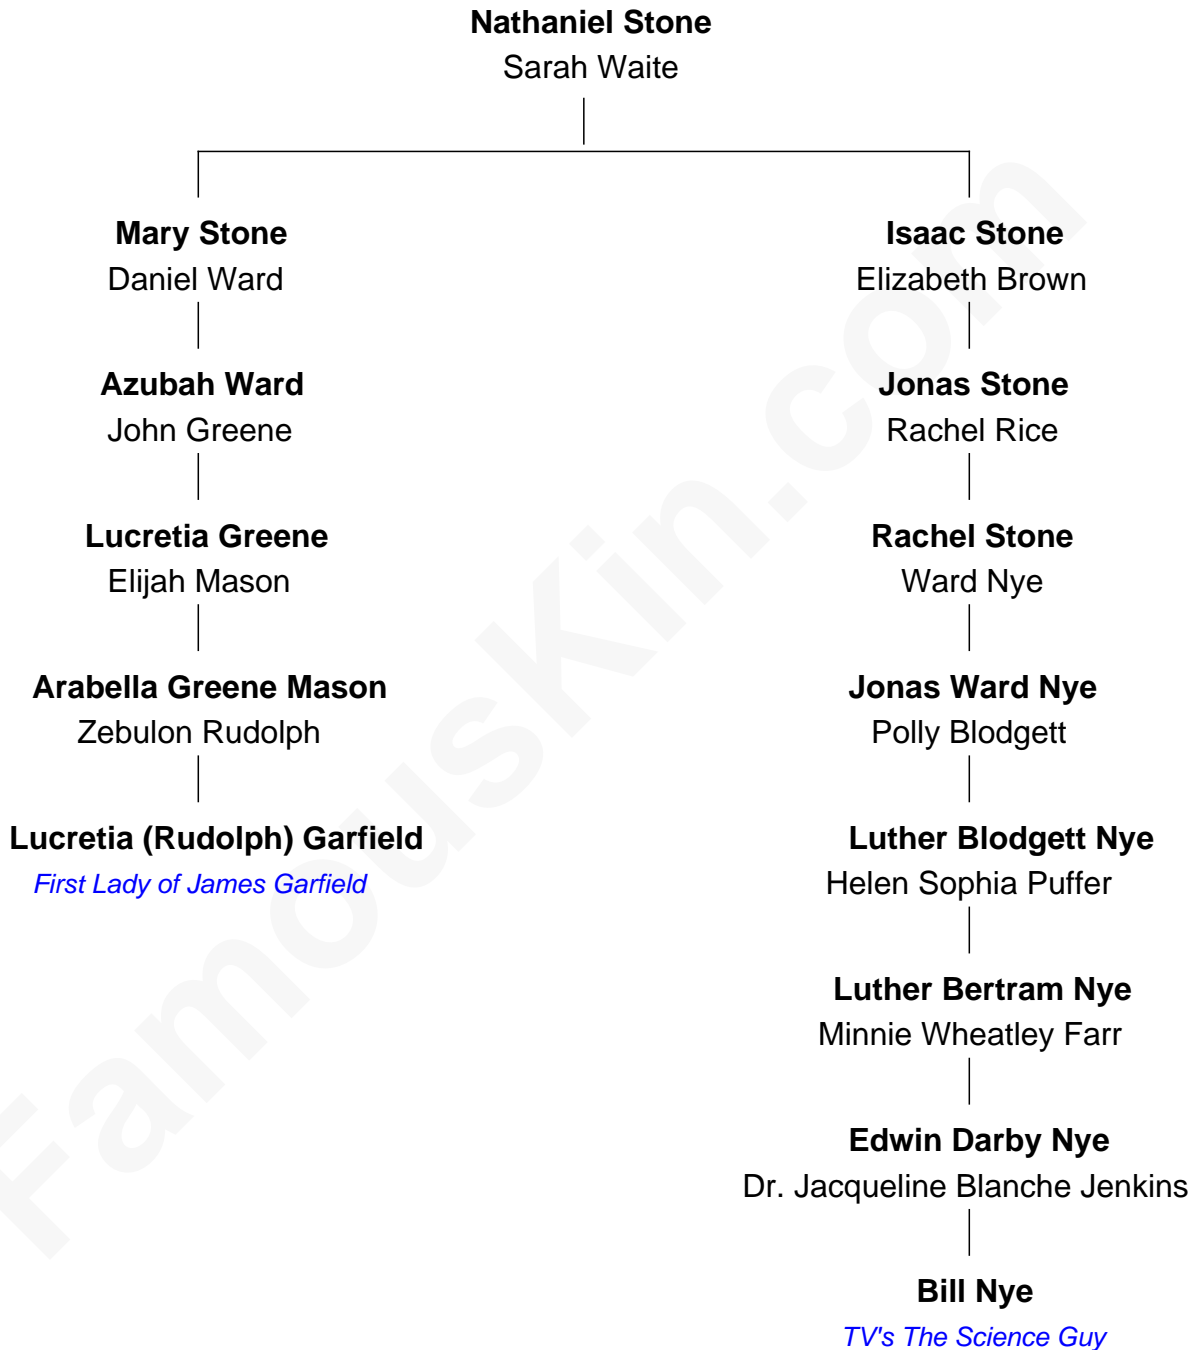 Nathaniel Stone
Sarah Waite
Mary Stone
Daniel Ward
Azubah Ward
John Greene
Lucretia Greene
Elijah Mason
Arabella Greene Mason
Zebulon Rudolph
Lucretia (Rudolph) Garfield
First Lady of James Garfield
Isaac Stone
Elizabeth Brown
Jonas Stone
Rachel Rice
Rachel Stone
Ward Nye
Jonas Ward Nye
Polly Blodgett
Luther Blodgett Nye
Helen Sophia Puffer
Luther Bertram Nye
Minnie Wheatley Farr
Edwin Darby Nye
Dr. Jacqueline Blanche Jenkins
Bill Nye
TV's The Science Guy
FamousKin.com